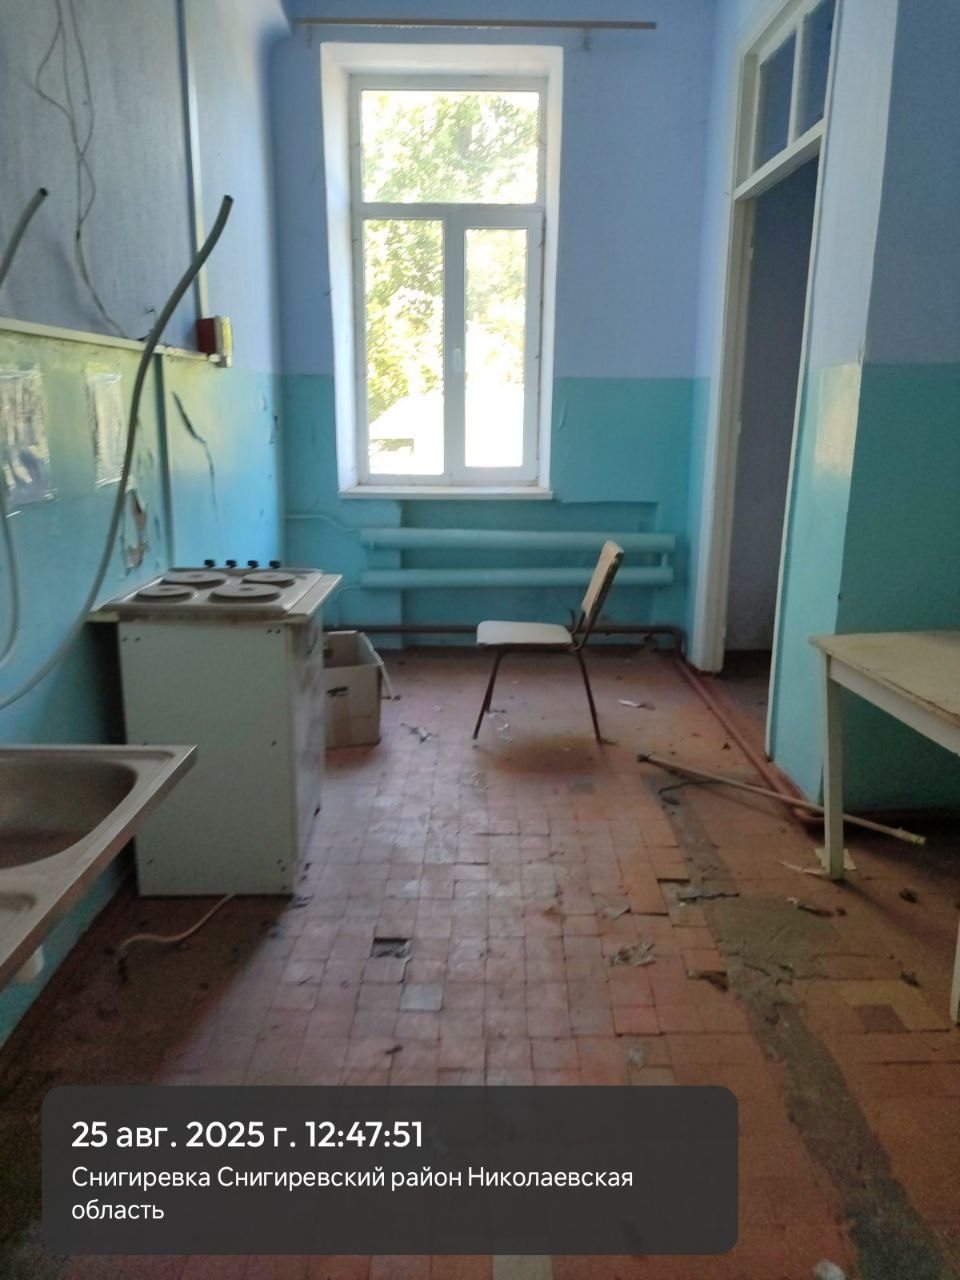 25 авг. 2025 г. 12:47:51
Снигиревка Снигиревский район Николаевская
область